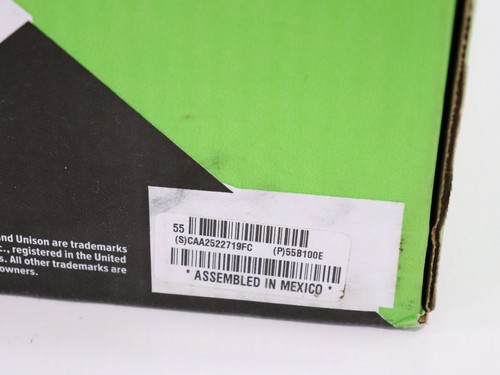 and Unison are trademarks
c., registered in the United
s. All other trademarks are
owners.
55
(S)CAA2522719FC (P)55B100E
* ASSEMBLED IN MEXICO *